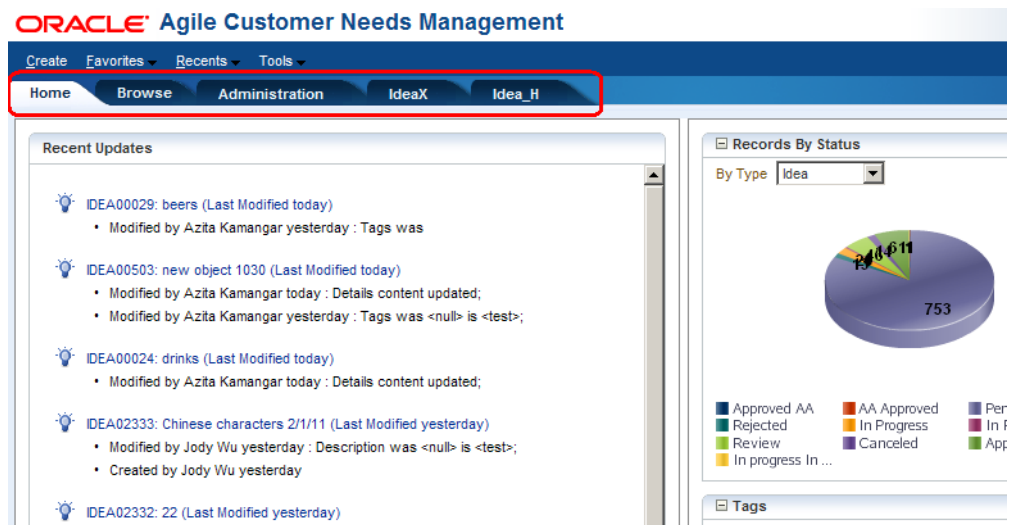 ORACLE® Agile Customer Needs Management
Create Favorites Recents Tools
Home Browse Administration IdeaX Idea_H
Recent Updates
IDEA00029: beers (Last Modified today)
• Modified by Azita Kamangar yesterday : Tags was
IDEA00503: new object 1030 (Last Modified today)
• Modified by Azita Kamangar today : Details content updated;
• Modified by Azita Kamangar yesterday : Tags was <null> is <test>;
IDEA00024: drinks (Last Modified today)
• Modified by Azita Kamangar today : Details content updated;
IDEA02333: Chinese characters 2/1/11 (Last Modified yesterday)
• Modified by Jody Wu yesterday : Description was <null> is <test>;
• Created by Jody Wu yesterday
IDEA02332: 22 (Last Modified yesterday)
Records By Status
By Type Idea
753
Approved AA AA Approved Per
Rejected In Progress In
Review Canceled App
In progress In ...
Tags